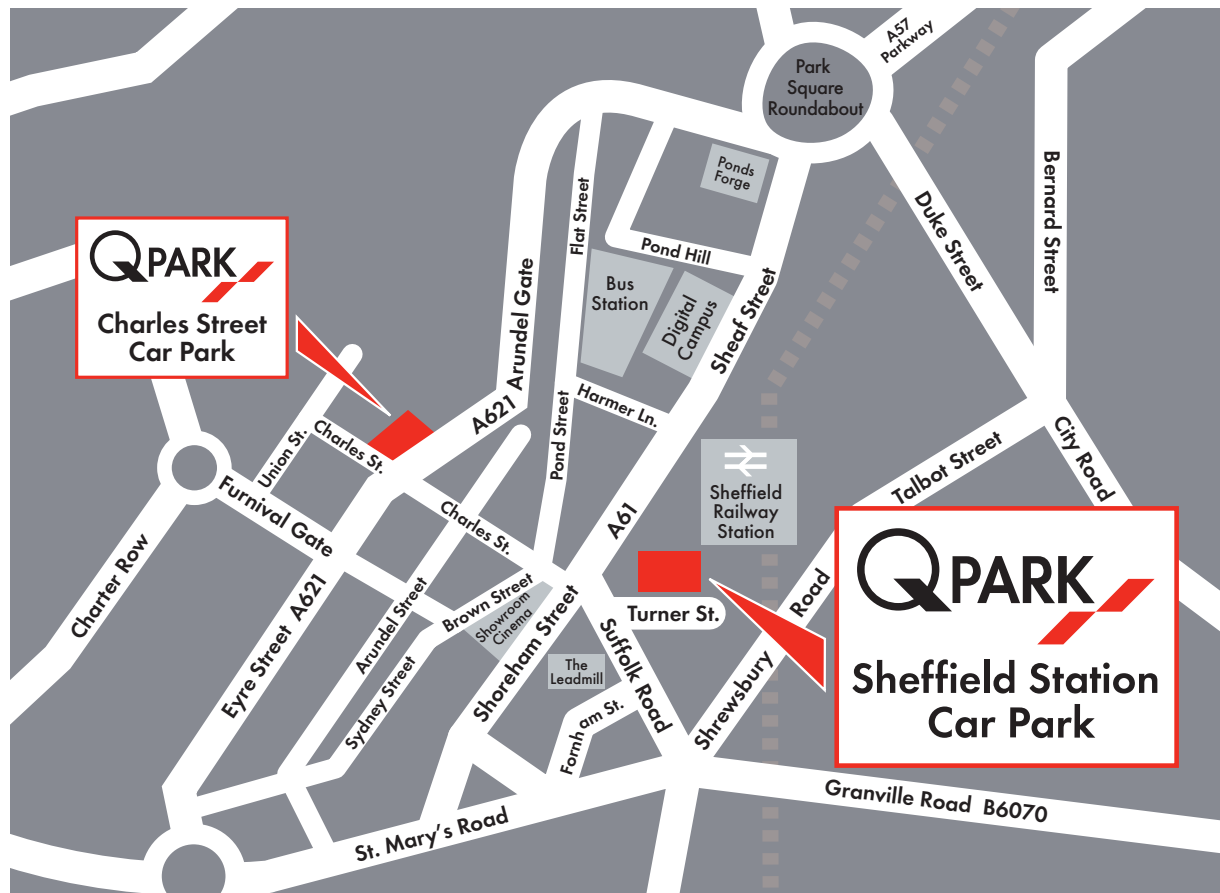 A57
Parkway
Park
Square
Roundabout
Ponds
Forge
Bernard Street
Duke Street
Flat Street
Pond Hill
QPARK
Charles Street
Car Park
Arundel Gate
Bus
Station
Digital
Campus
Sheaf Street
A621
Harmer Ln.
Union St.
Charles St.
Pond Street
Talbot Street
City Road
Sheffield
Railway
Station
Furnival Gate
Charles St.
A61
Charter Row
QPARK
Sheffield Station
Car Park
Eyre Street A621
Arundel Street
Brown Street
Showroom
Cinema
Turner St.
Shrewsbury Road
Sydney Street
Shoreham Street
The
Leadmill
Suffolk Road
Fornham St.
St. Mary's Road
Granville Road B6070